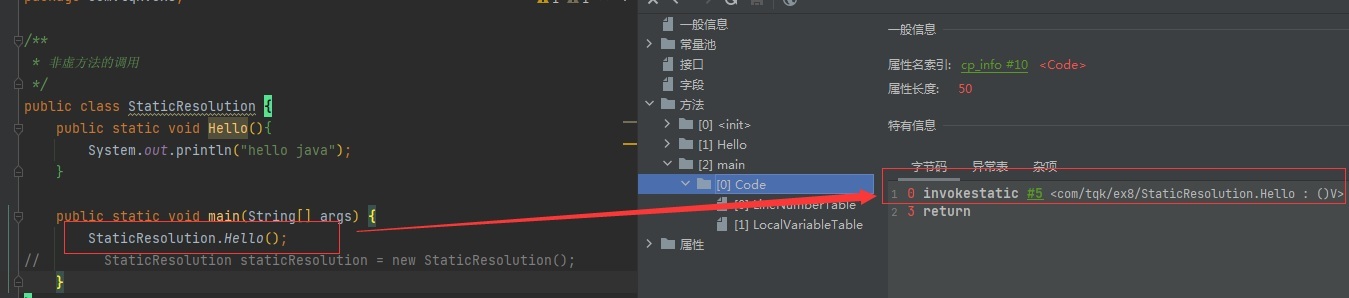 /**
* 非虚方法的调用
*/
public class StaticResolution {
public static void Hello(){
System.out.println("hello java");
}
public static void main(String[] args) {
StaticResolution.Hello();
// StaticResolution staticResolution = new StaticResolution();
}
一般信息
常量池
接口
字段
方法
[0] <init>
[1] Hello
[2] main
[0] Code
[0] LineNumberTable
[1] LocalVariableTable
属性
一般信息
属性名索引: cp_info #10 <Code>
属性长度: 50
特有信息
字节码 异常表 杂项
1 0 invokestatic #5 <com/tqk/ex8/StaticResolution.Hello : ()V>
2 3 return